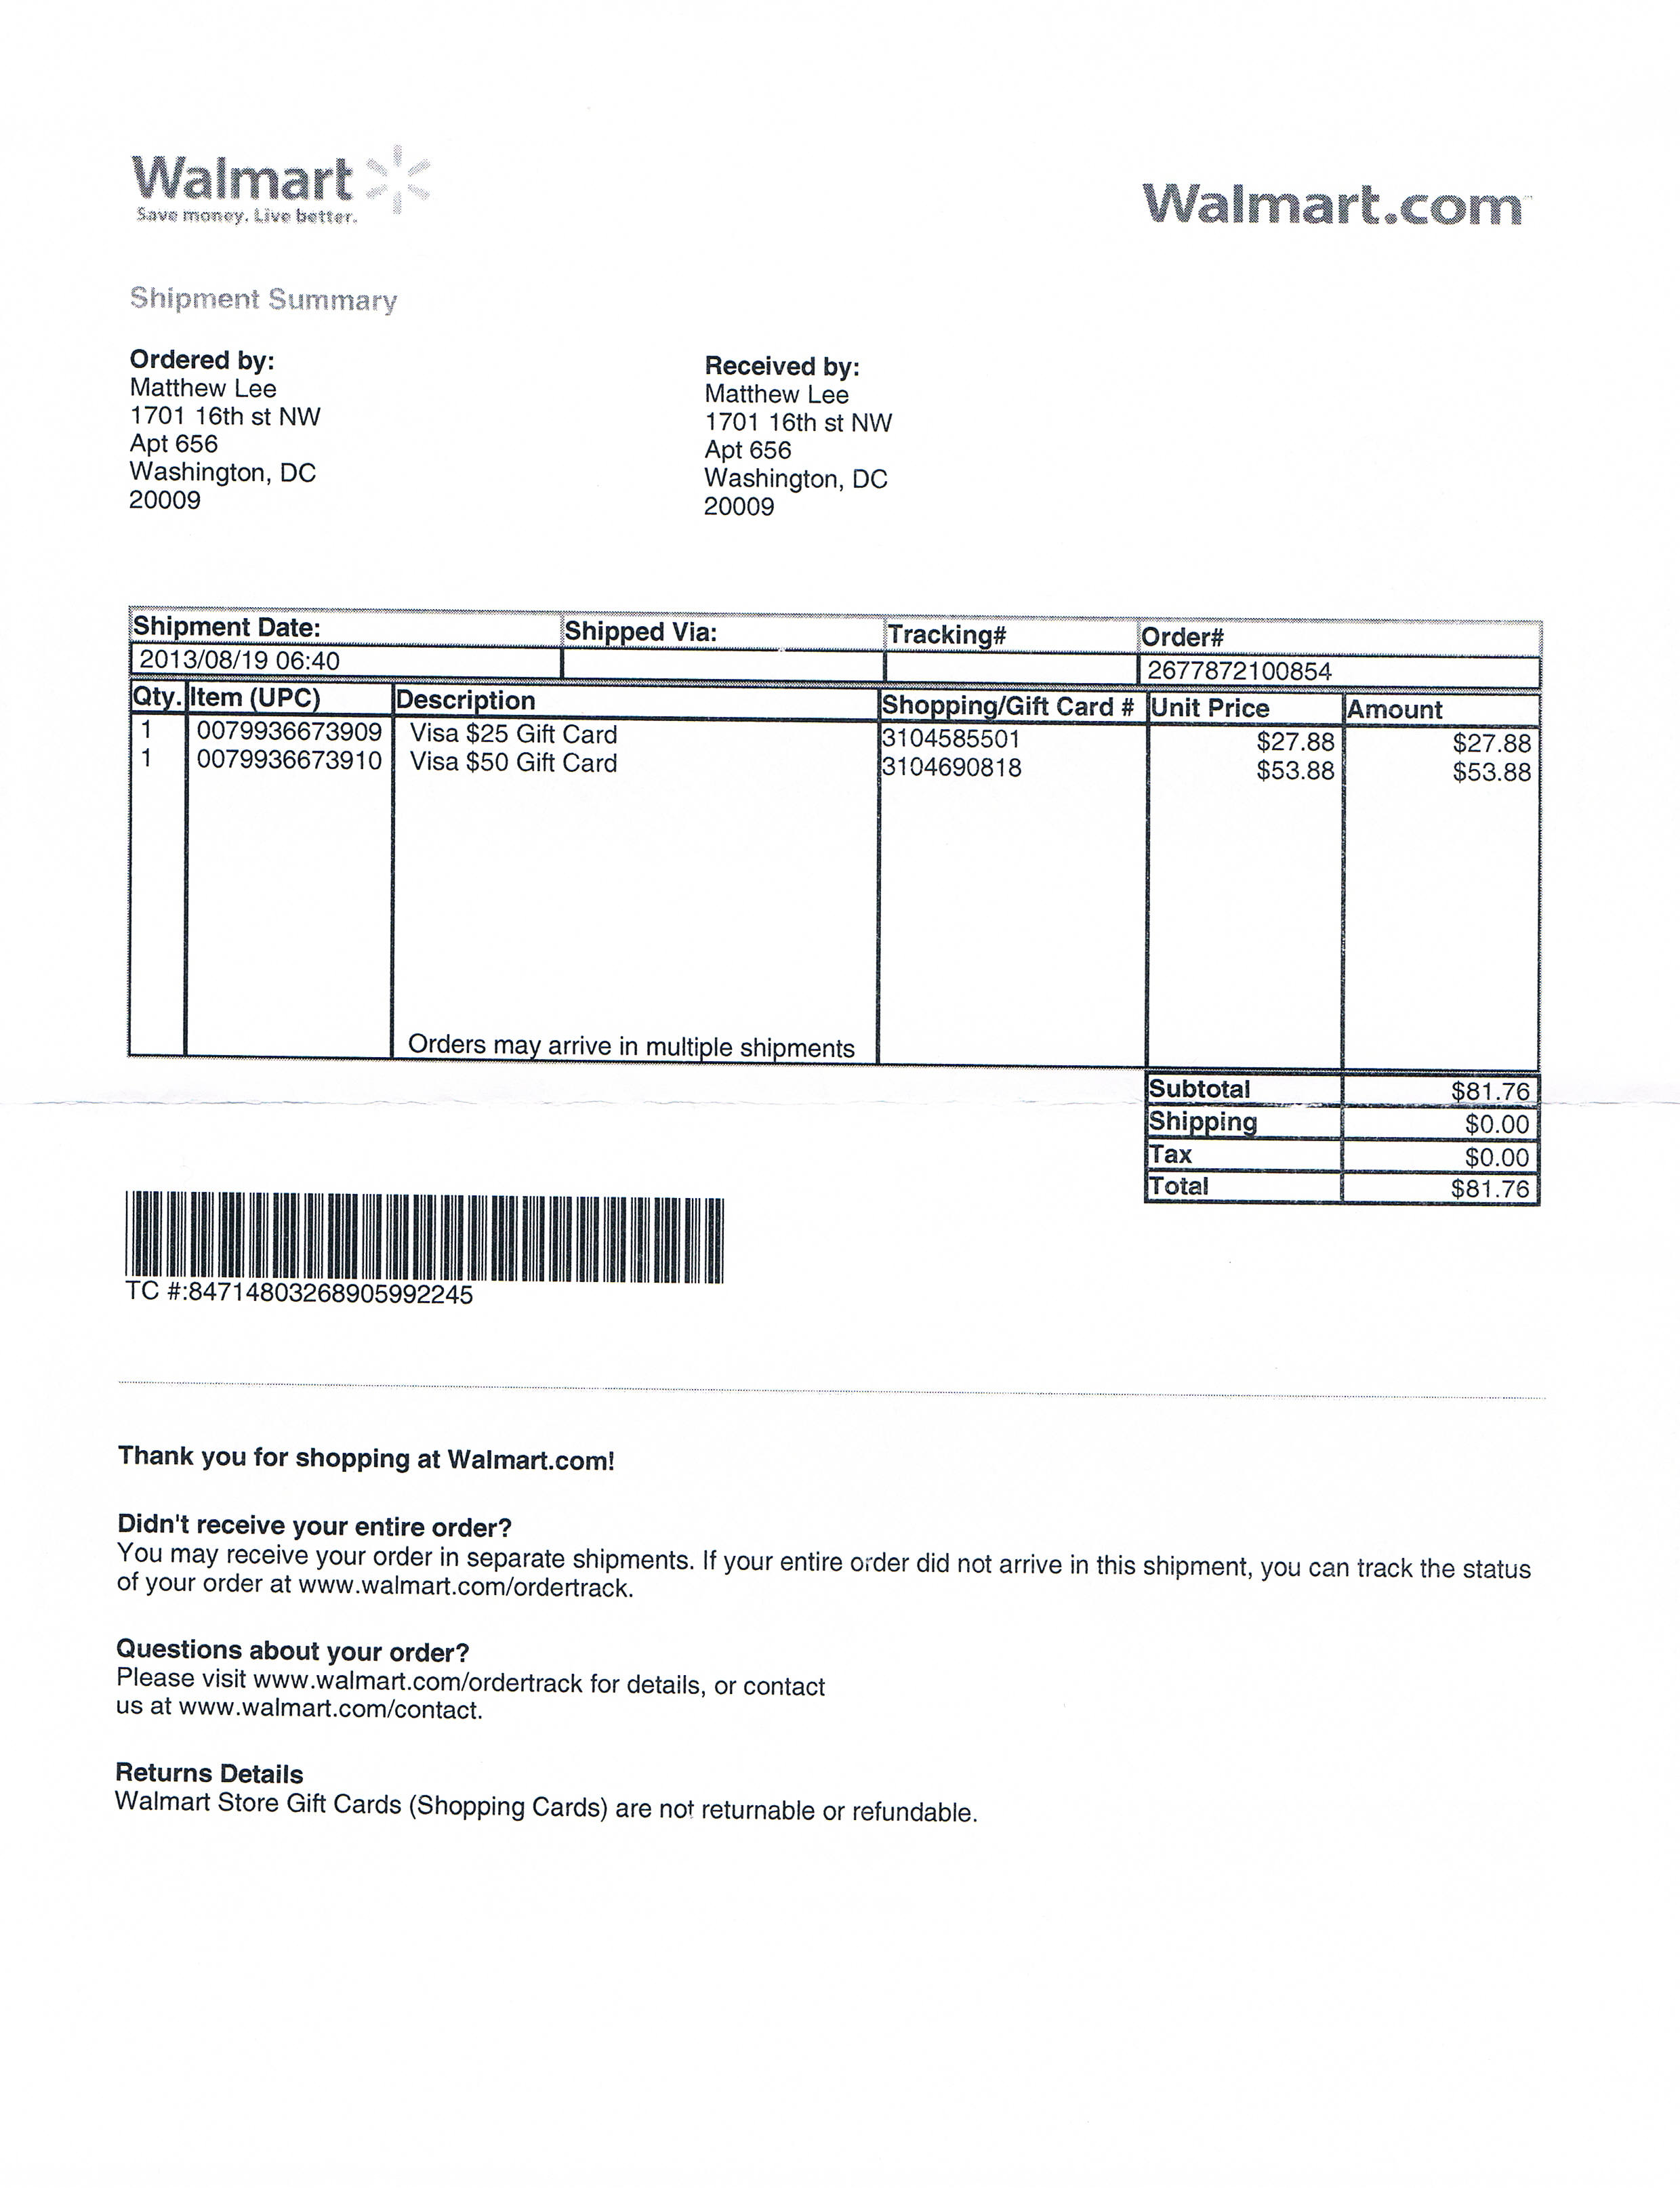 Walmart
Save money. Live better.
Walmart.com
Shipment Summary
Ordered by:
Matthew Lee
1701 16th st NW
Apt 656
Washington, DC
20009
Received by:
Matthew Lee
1701 16th st NW
Apt 656
Washington, DC
20009
Shipment Date: Shipped Via: Tracking# Order#
2013/08/19 06:40 2677872100854
Qty. Item (UPC) Description Shopping/Gift Card # Unit Price Amount
1 0079936673909 Visa $25 Gift Card 3104585501 $27.88 $27.88
1 0079936673910 Visa $50 Gift Card 3104690818 $53.88 $53.88
Orders may arrive in multiple shipments
Subtotal $81.76
Shipping $0.00
Tax $0.00
Total $81.76
TC #:84714803268905992245
Thank you for shopping at Walmart.com!
Didn't receive your entire order?
You may receive your order in separate shipments. If your entire order did not arrive in this shipment, you can track the status
of your order at www.walmart.com/ordertrack.
Questions about your order?
Please visit www.walmart.com/ordertrack for details, or contact
us at www.walmart.com/contact.
Returns Details
Walmart Store Gift Cards (Shopping Cards) are not returnable or refundable.